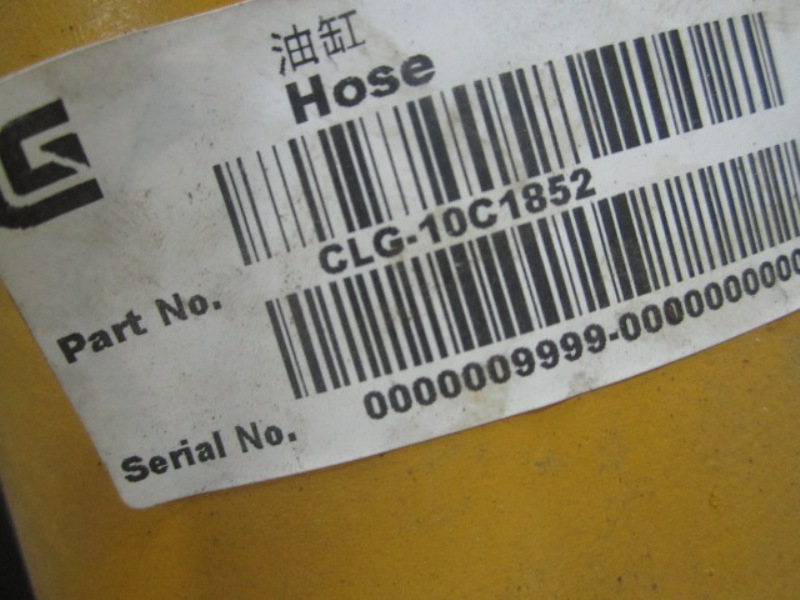 油缸
Hose
Part No.
CLG-10C1852
Serial No.
0000009999-0000000000